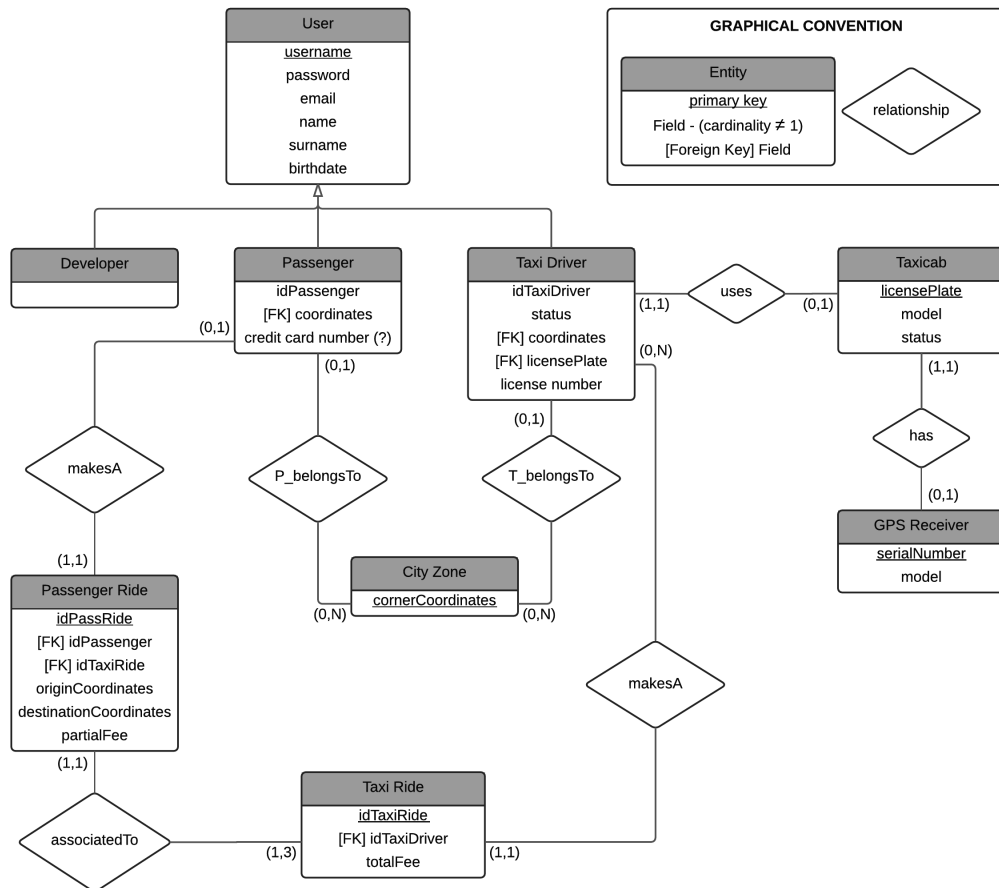 User
username
password
email
name
surname
birthdate
GRAPHICAL CONVENTION
Entity
primary key
Field - (cardinality ≠ 1)
[Foreign Key] Field
relationship
Developer
Passenger
idPassenger
[FK] coordinates
credit card number (?)
Taxi Driver
idTaxiDriver
status
[FK] coordinates
[FK] licensePlate
license number
(1,1)
uses
(0,1)
Taxicab
licensePlate
model
status
(0,1)
(0,1)
(0,N)
(0,1)
(1,1)
makesA
P_belongsTo
T_belongsTo
has
(0,1)
GPS Receiver
serialNumber
model
(1,1)
City Zone
cornerCoordinates
(0,N)
(0,N)
Passenger Ride
idPassRide
[FK] idPassenger
[FK] idTaxiRide
originCoordinates
destinationCoordinates
partialFee
makesA
(1,1)
associatedTo
(1,3)
Taxi Ride
idTaxiRide
[FK] idTaxiDriver
totalFee
(1,1)